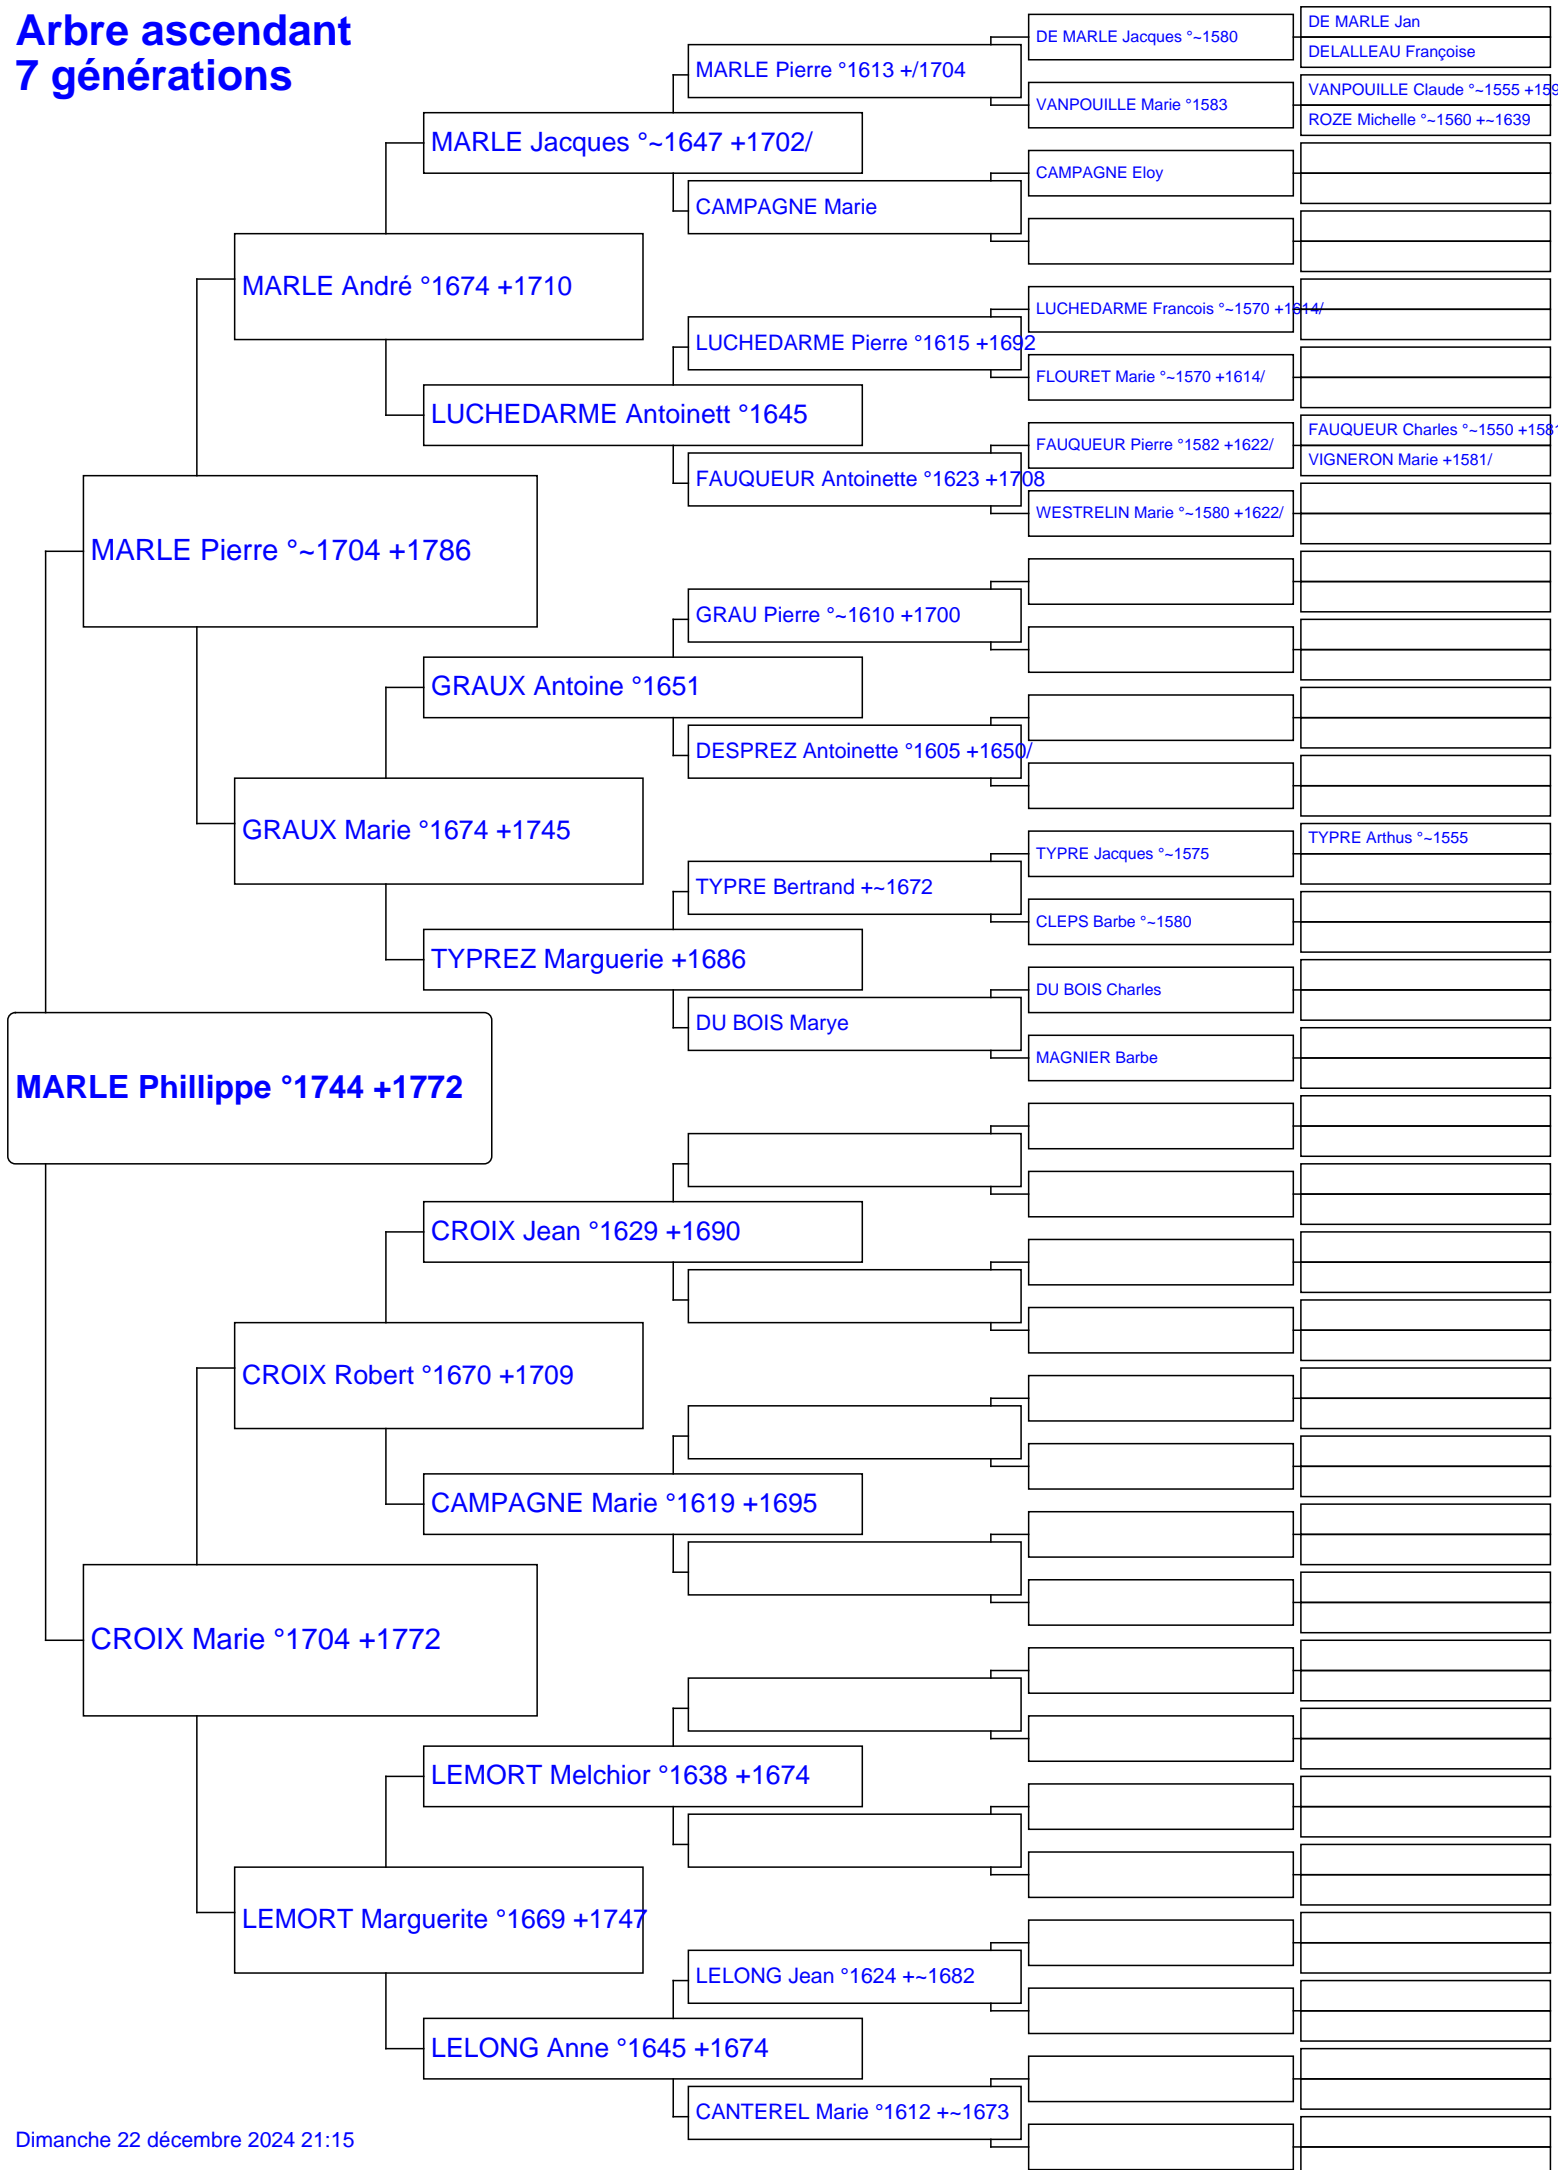 Arbre ascendant
7 générations
DE MARLE Jan
DE MARLE Jacques °~1580
DELALLEAU Françoise
MARLE Pierre °1613 +/1704
VANPOUILLE Claude °~1555 +159
VANPOUILLE Marie °1583
ROZE Michelle °~1560 +~1639
MARLE Jacques °~1647 +1702/
CAMPAGNE Eloy
CAMPAGNE Marie
MARLE André °1674 +1710
LUCHEDARME Francois °~1570 +1614/
LUCHEDARME Pierre °1615 +1692
FLOURET Marie °~1570 +1614/
LUCHEDARME Antoinett °1645
FAUQUEUR Charles °~1550 +1581
FAUQUEUR Pierre °1582 +1622/
VIGNERON Marie +1581/
FAUQUEUR Antoinette °1623 +1708
WESTRELIN Marie °~1580 +1622/
MARLE Pierre °~1704 +1786
GRAU Pierre °~1610 +1700
GRAUX Antoine °1651
DESPREZ Antoinette °1605 +1650/
GRAUX Marie °1674 +1745
TYPRE Arthus °~1555
TYPRE Jacques °~1575
TYPRE Bertrand +~1672
CLEPS Barbe °~1580
TYPREZ Marguerie +1686
DU BOIS Charles
DU BOIS Marye
MAGNIER Barbe
MARLE Phillippe °1744 +1772
CROIX Jean °1629 +1690
CROIX Robert °1670 +1709
CAMPAGNE Marie °1619 +1695
CROIX Marie °1704 +1772
LEMORT Melchior °1638 +1674
LEMORT Marguerite °1669 +1747
LELONG Jean °1624 +~1682
LELONG Anne °1645 +1674
CANTEREL Marie °1612 +~1673
Dimanche 22 décembre 2024 21:15